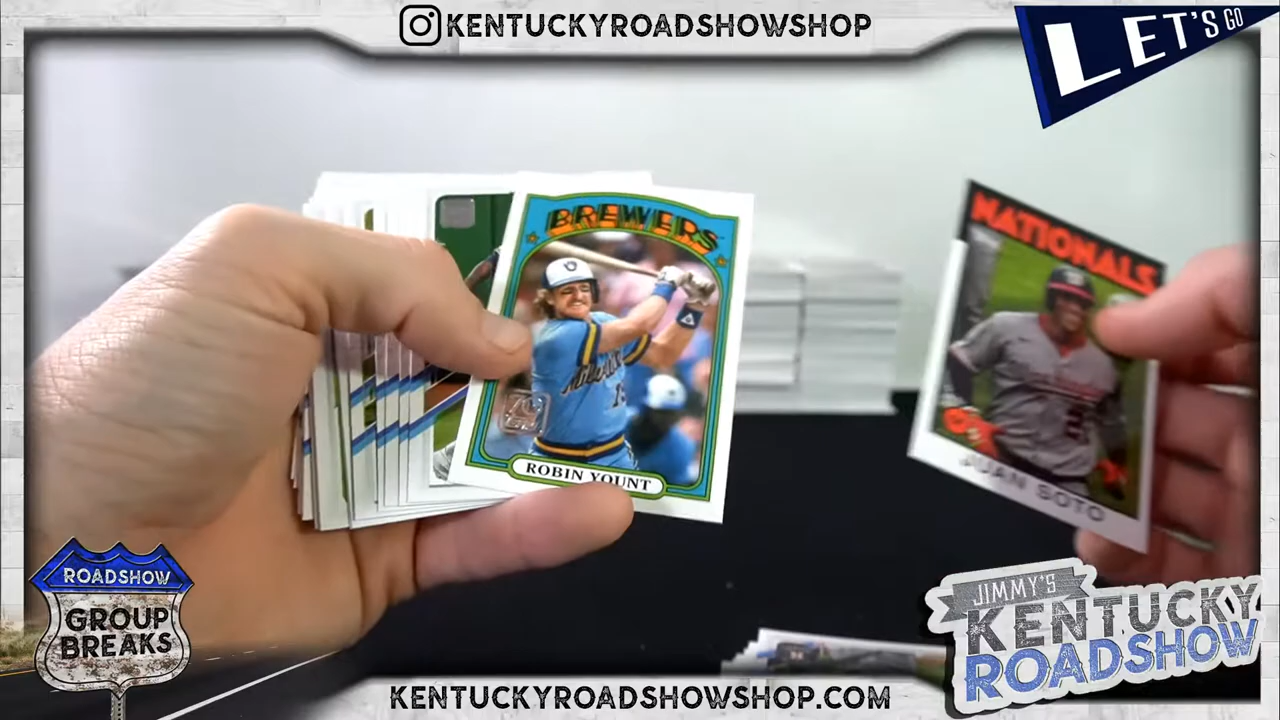 KENTUCKYROADSHOWSHOP
LET'S GO
BREWERS
ROBIN YOUNT
NATIONALS
JUAN SOTO
ROADSHOW
GROUP
BREAKS
JIMMY'S
KENTUCKY
ROADSHOW
KENTUCKYROADSHOWSHOP.COM